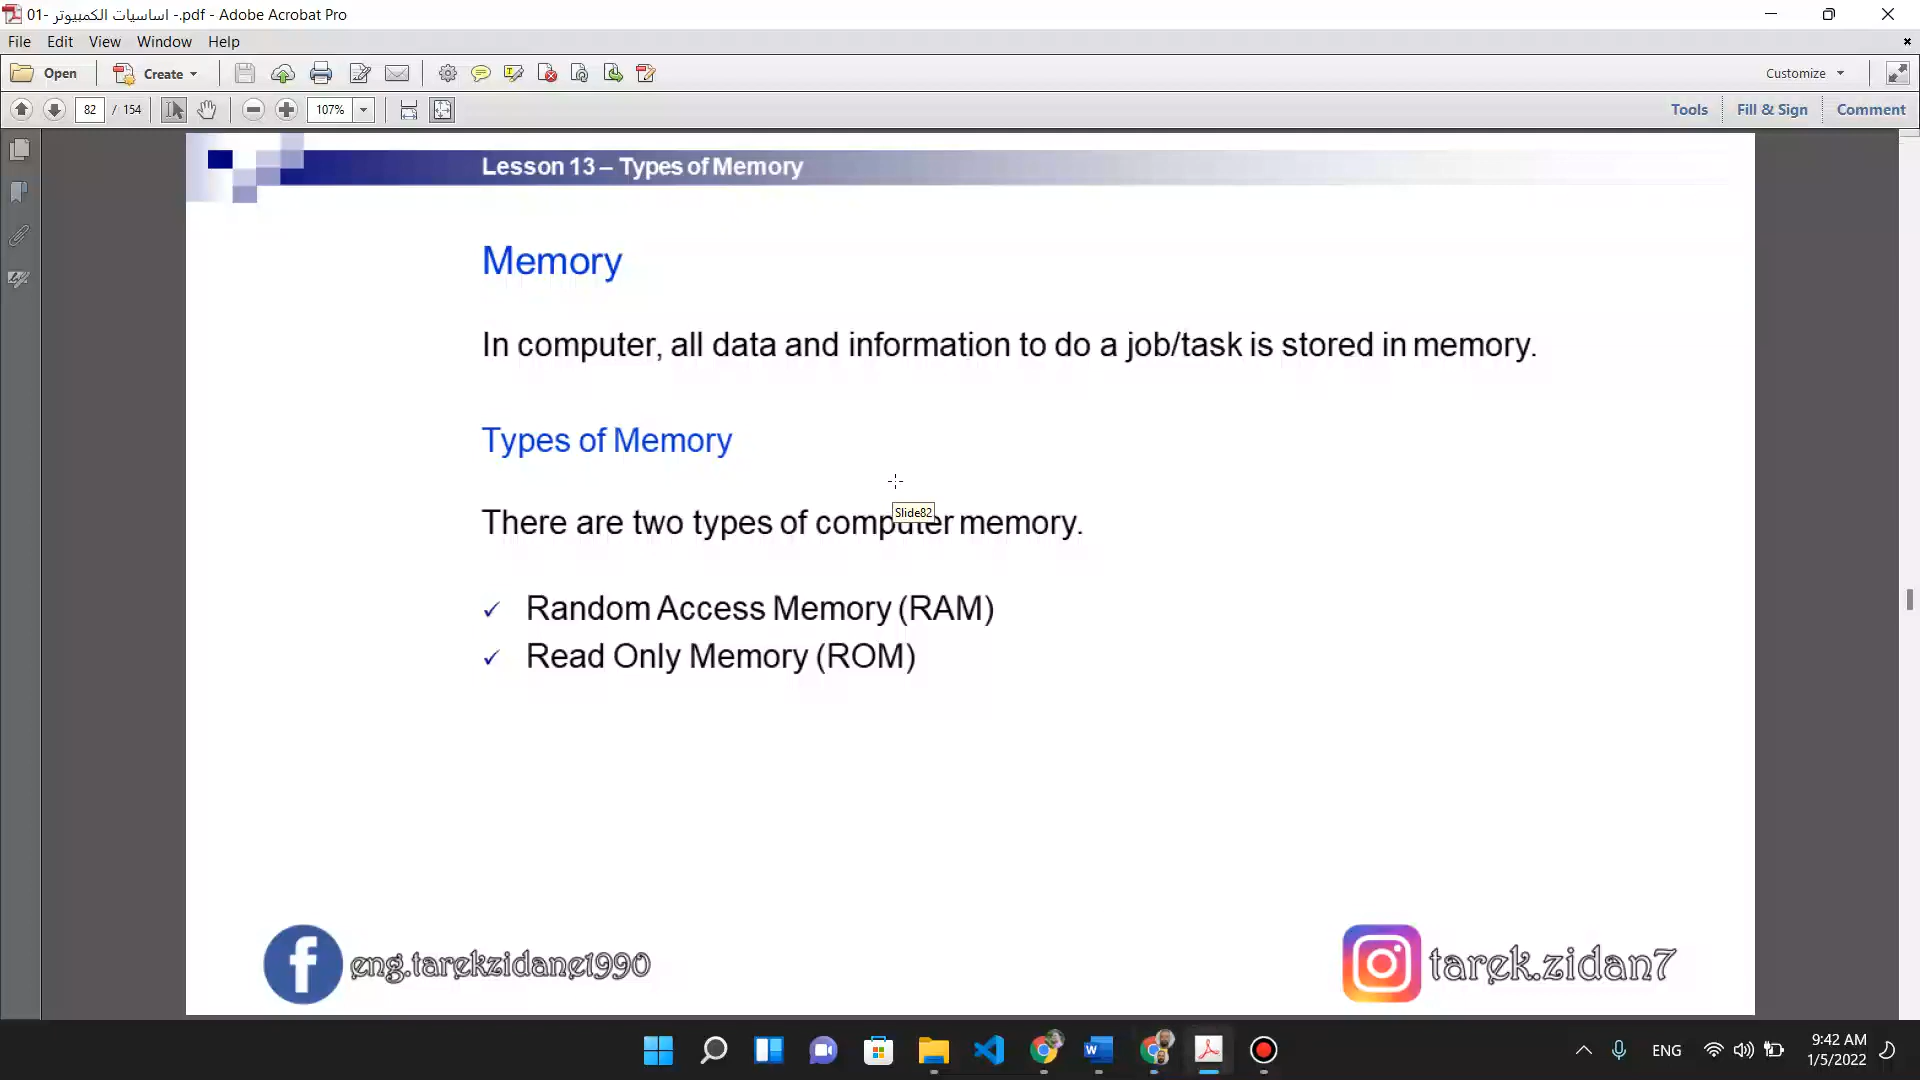 01- اساسيات الكمبيوتر -.pdf - Adobe Acrobat Pro
File Edit View Window Help
Open Create Customize
82 / 154 107% Tools Fill & Sign Comment
Lesson 13 – Types of Memory
Memory
In computer, all data and information to do a job/task is stored in memory.
Types of Memory
Slide82
There are two types of computer memory.
✓ Random Access Memory (RAM)
✓ Read Only Memory (ROM)
eng.tarekzidane1990 tarek.zidan7
ENG 9:42 AM
1/5/2022